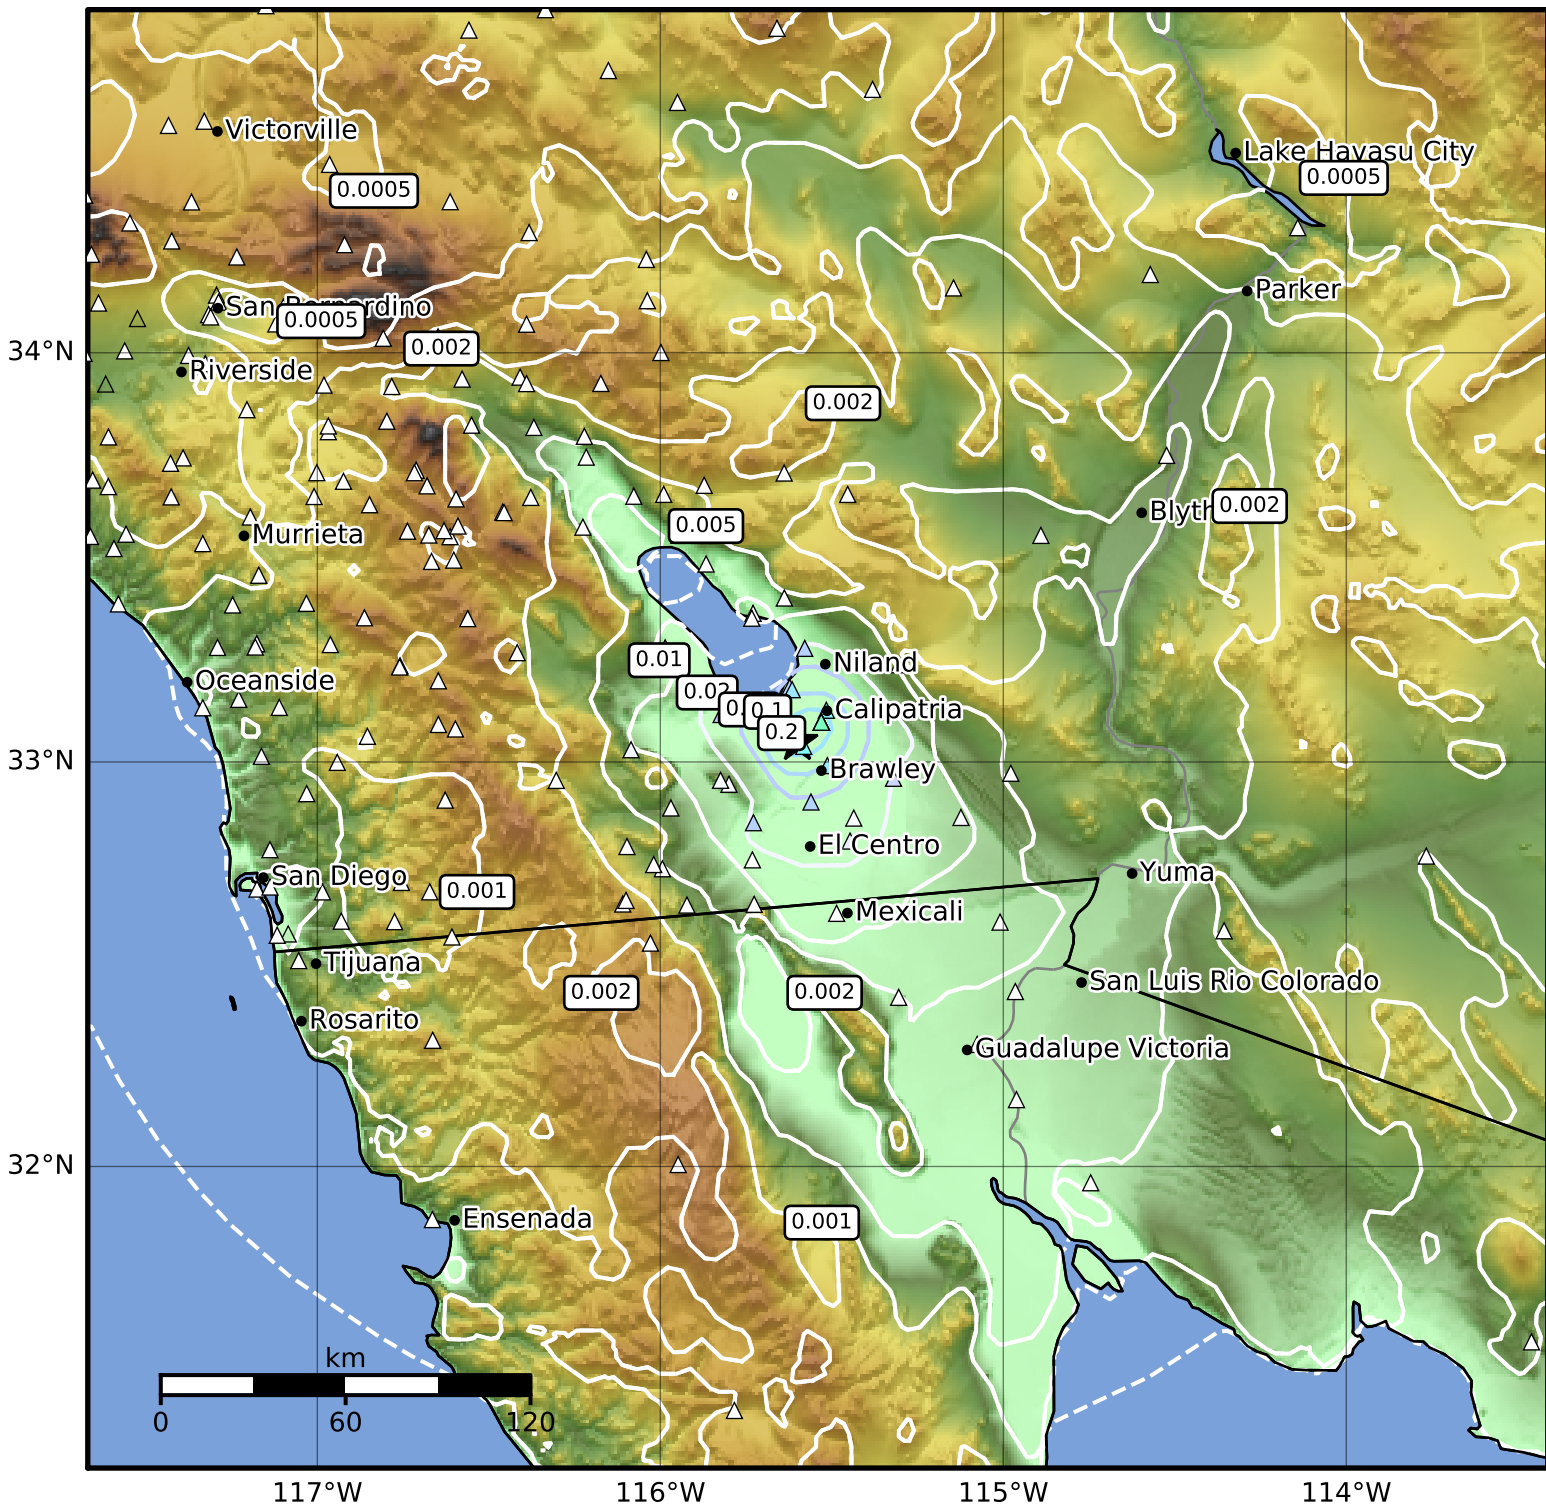 Victorville
0.0005
Lake Havasu City
0.0005
Parker
San Bernardino
0.0005
0.002
34°N
Riverside
0.002
0.002
Murrieta
0.005
0.01
Niland
Oceanside
0.02
Calipatria
0.1
0.2
33°N
Brawley
El Centro
San Diego
0.001
Yuma
Mexicali
Tijuana
0.002
0.002
San Luis Rio Colorado
Rosarito
Guadalupe Victoria
32°N
Ensenada
0.001
km
0
60
120
117°W
116°W
115°W
114°W